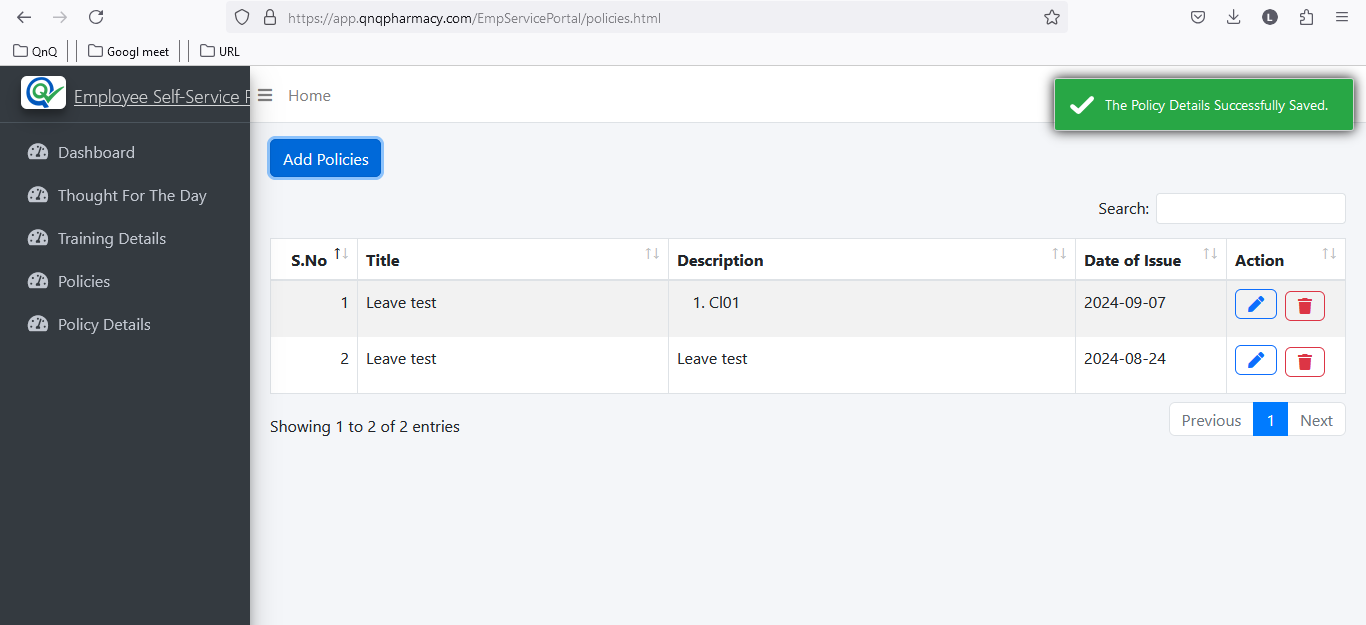 https://app.qnqpharmacy.com/EmpServicePortal/policies.html
L
QnQ
Googl meet
URL
Employee Self-Service P
Home
The Policy Details Successfully Saved.
Dashboard
Thought For The Day
Training Details
Policies
Policy Details
Add Policies
Search:
S.No Title Description Date of Issue Action
1 Leave test 1. Cl01 2024-09-07
2 Leave test Leave test 2024-08-24
Showing 1 to 2 of 2 entries
Previous 1 Next